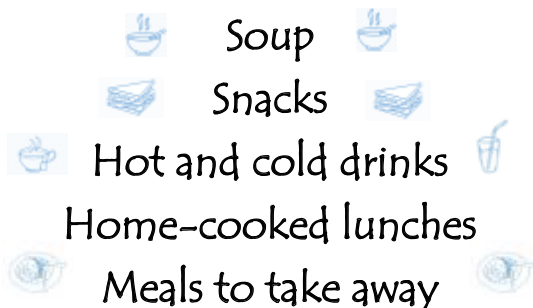 Soup
Snacks
Hot and cold drinks
Home-cooked lunches
Meals to take away